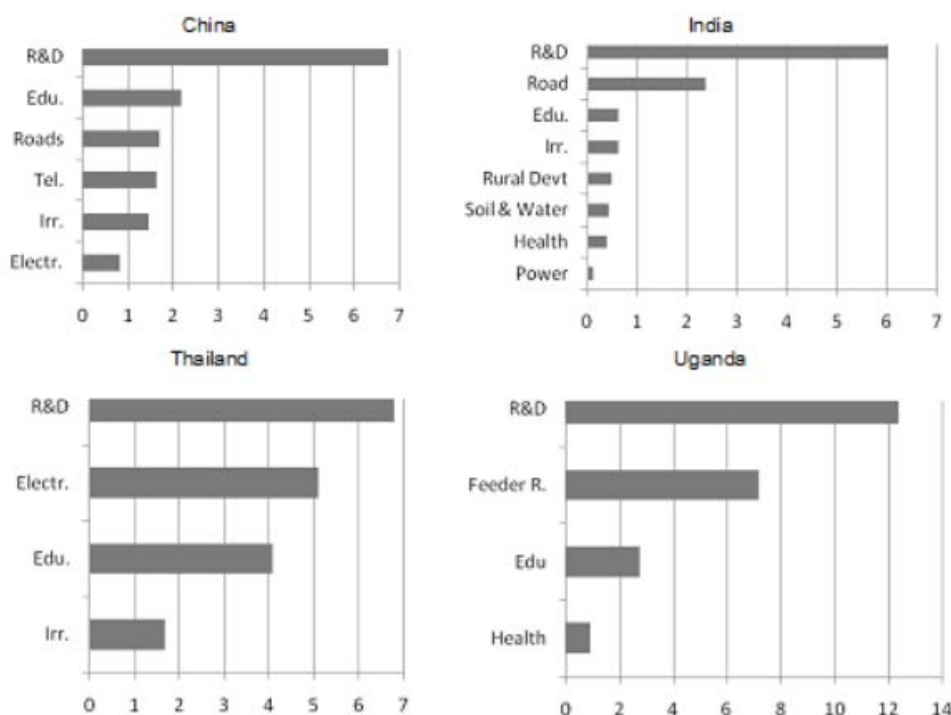 China
R&D
Edu.
Roads
Tel.
Irr.
Electr.
0 1 2 3 4 5 6 7
India
R&D
Road
Edu.
Irr.
Rural Devt
Soil & Water
Health
Power
0 1 2 3 4 5 6 7
Thailand
R&D
Electr.
Edu.
Irr.
0 1 2 3 4 5 6 7
Uganda
R&D
Feeder R.
Edu
Health
0 2 4 6 8 10 12 14